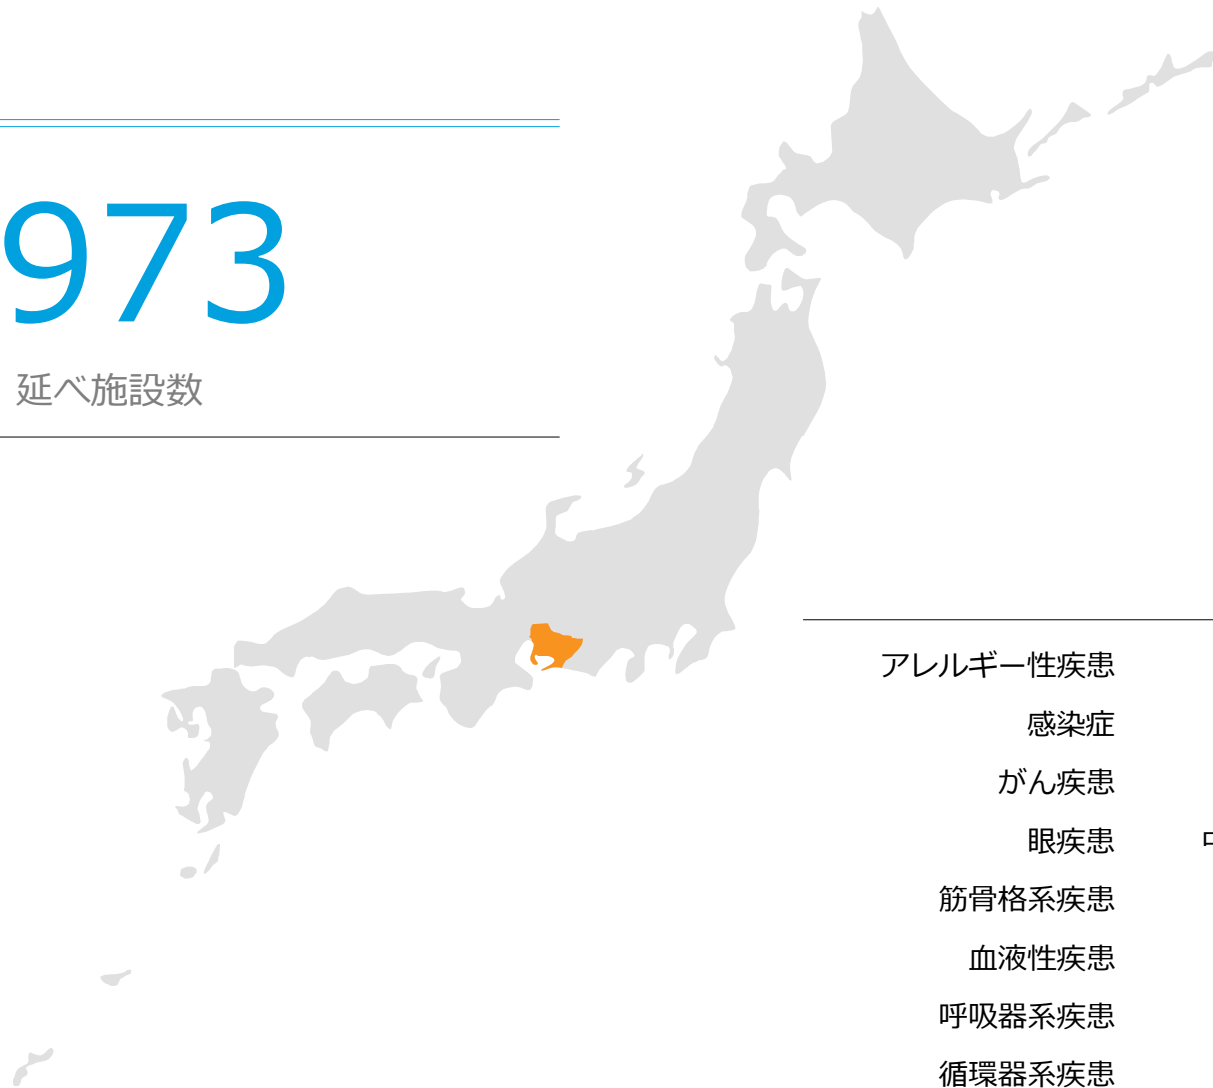 973
延べ施設数
アレルギー性疾患
感染症
がん疾患
眼疾患
筋骨格系疾患
血液性疾患
呼吸器系疾患
循環器系疾患